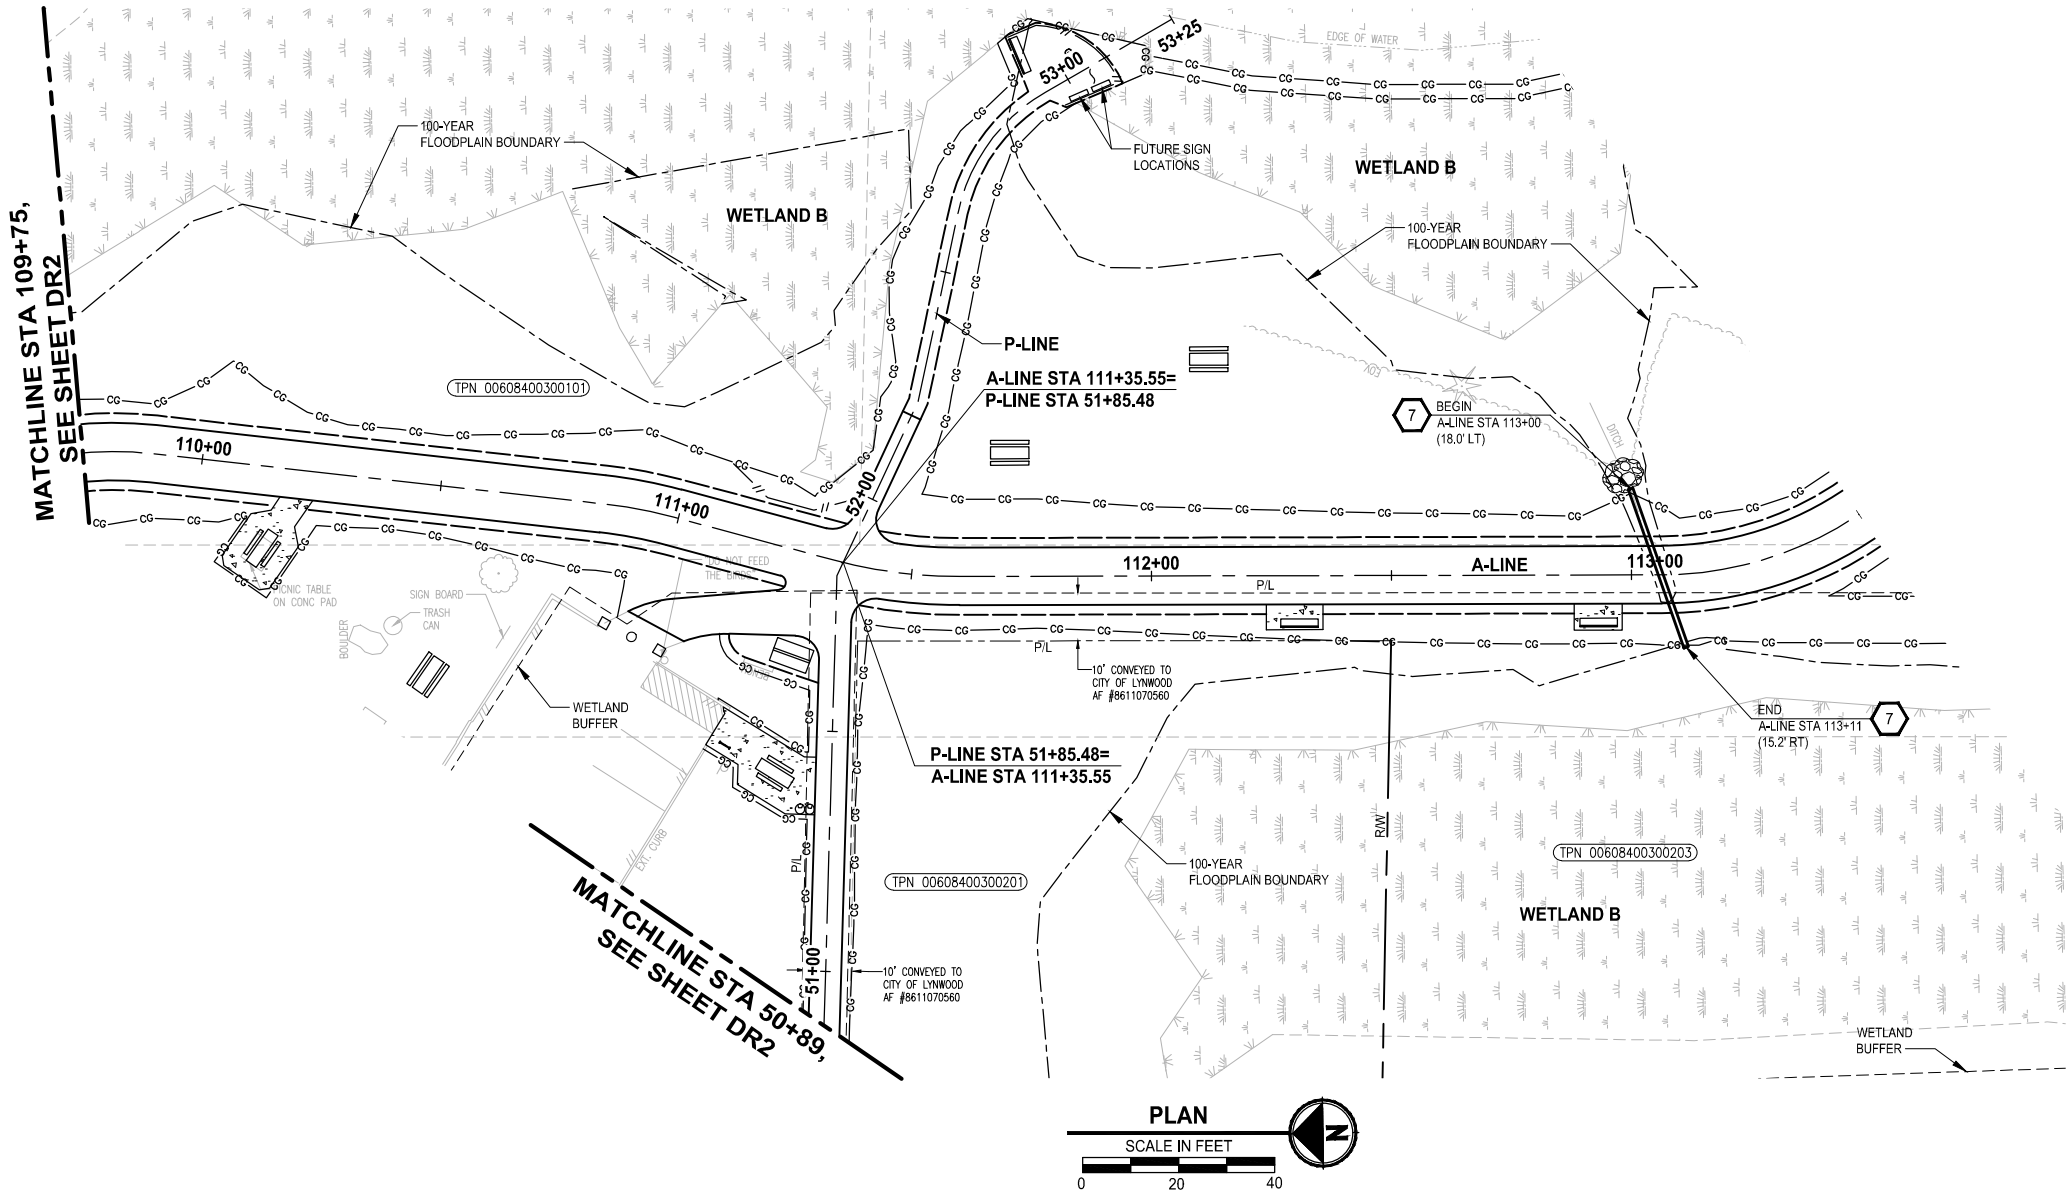 MATCHLINE STA 109+75,
SEE SHEET DR2
100-YEAR
FLOODPLAIN BOUNDARY
WETLAND B
53+00
53+25
EDGE OF WATER
FUTURE SIGN
LOCATIONS
WETLAND B
100-YEAR
FLOODPLAIN BOUNDARY
P-LINE
A-LINE STA 111+35.55=
P-LINE STA 51+85.48
TPN 00608400300101
7
BEGIN
A-LINE STA 113+00
(18.0' LT)
DITCH
EOV
110+00
111+00
52+00
112+00
A-LINE
113+00
P/L
P/L
DO NOT FEED
THE BIRDS
PICNIC TABLE
ON CONC PAD
SIGN BOARD
TRASH
CAN
BOULDER
BENCH
WETLAND
BUFFER
10' CONVEYED TO
CITY OF LYNWOOD
AF #8611070560
P-LINE STA 51+85.48=
A-LINE STA 111+35.55
END
A-LINE STA 113+11
(15.2' RT)
7
R/W
EXT. CURB
P/L
100-YEAR
FLOODPLAIN BOUNDARY
TPN 00608400300201
TPN 00608400300203
WETLAND B
MATCHLINE STA 50+89,
SEE SHEET DR2
51+00
10' CONVEYED TO
CITY OF LYNWOOD
AF #8611070560
WETLAND
BUFFER
PLAN
SCALE IN FEET
N
0 20 40